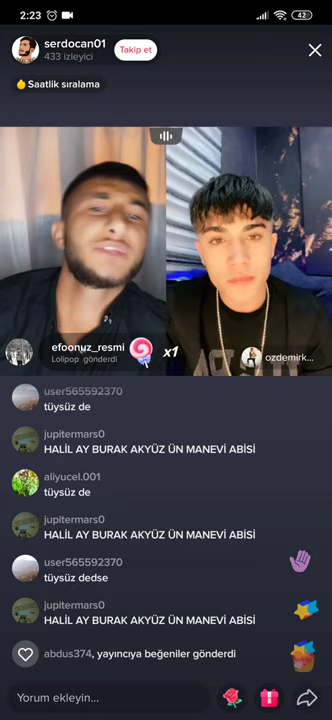 2:23
42
serdocan01
433 izleyici
Takip et
Saatlik sıralama
efoonyz_resmi
Lolipop gönderdi
x1
ozdemirk...
user565592370
tüysüz de
jupitermars0
HALİL AY BURAK AKYÜZ ÜN MANEVİ ABİSİ
aliyucel.001
tüysüz de
jupitermars0
HALİL AY BURAK AKYÜZ ÜN MANEVİ ABİSİ
user565592370
tüysüz dedse
jupitermars0
HALİL AY BURAK AKYÜZ ÜN MANEVİ ABİSİ
abdus374, yayıncıya beğeniler gönderdi
Yorum ekleyin...